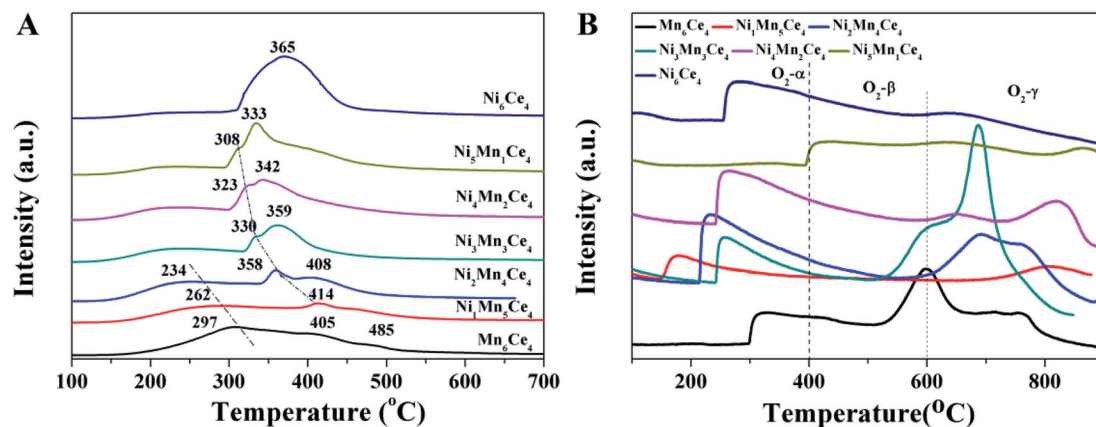 A
365
Ni₆Ce₄
333
308
Ni₅Mn₁Ce₄
342
323
Ni₄Mn₂Ce₄
359
330
Ni₃Mn₃Ce₄
358
408
234
Ni₂Mn₄Ce₄
262
414
Ni₁Mn₅Ce₄
297
405
485
Mn₆Ce₄
Intensity (a.u.)
100 200 300 400 500 600 700
Temperature (°C)
B
Mn₆Ce₄ Ni₁Mn₅Ce₄ Ni₂Mn₄Ce₄
Ni₃Mn₃Ce₄ Ni₄Mn₂Ce₄ Ni₅Mn₁Ce₄
Ni₆Ce₄
O₂-α
O₂-β
O₂-γ
Intensity (a.u.)
200 400 600 800
Temperature(°C)